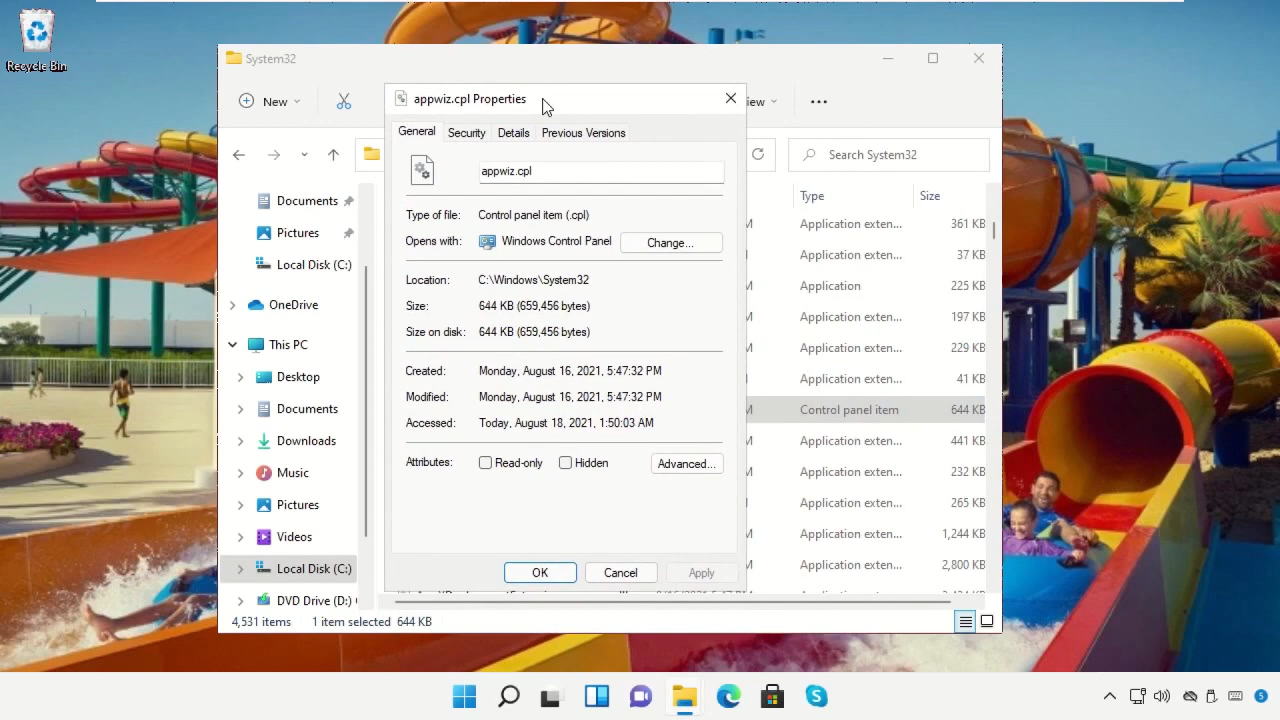 Recycle Bin
System32
New
iew
Search System32
Documents
Pictures
Local Disk (C:)
OneDrive
This PC
Desktop
Documents
Downloads
Music
Pictures
Videos
Local Disk (C:)
DVD Drive (D:)
4,531 items
1 item selected 644 KB
appwiz.cpl Properties
General Security Details Previous Versions
appwiz.cpl
Type of file: Control panel item (.cpl)
Opens with: Windows Control Panel Change...
Location: C:\Windows\System32
Size: 644 KB (659,456 bytes)
Size on disk: 644 KB (659,456 bytes)
Created: Monday, August 16, 2021, 5:47:32 PM
Modified: Monday, August 16, 2021, 5:47:32 PM
Accessed: Today, August 18, 2021, 1:50:03 AM
Attributes: Read-only Hidden Advanced...
OK Cancel Apply
Type Size
M Application exten... 361 KB
M Application exten... 37 KB
M Application 225 KB
M Application exten... 197 KB
M Application exten... 229 KB
M Application exten... 41 KB
M Control panel item 644 KB
M Application exten... 441 KB
M Application exten... 232 KB
M Application exten... 265 KB
M Application exten... 1,244 KB
M Application exten... 2,800 KB
5